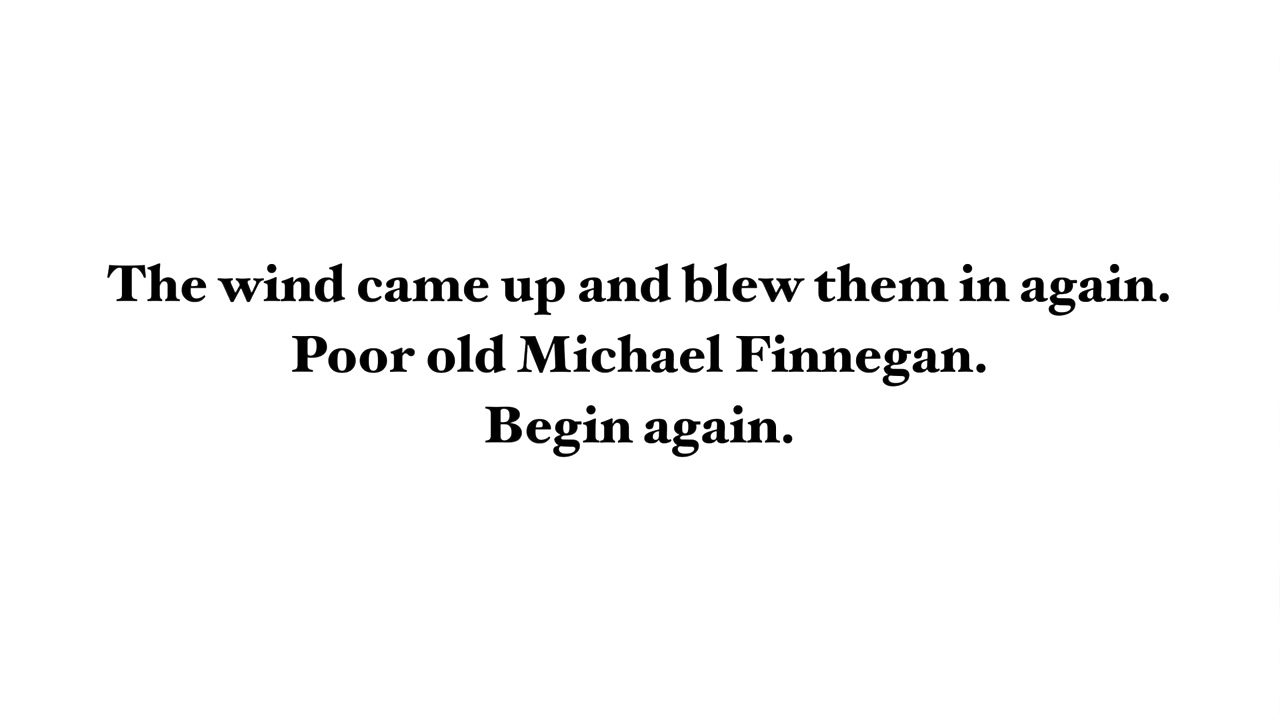 The wind came up and blew them in again.
Poor old Michael Finnegan.
Begin again.